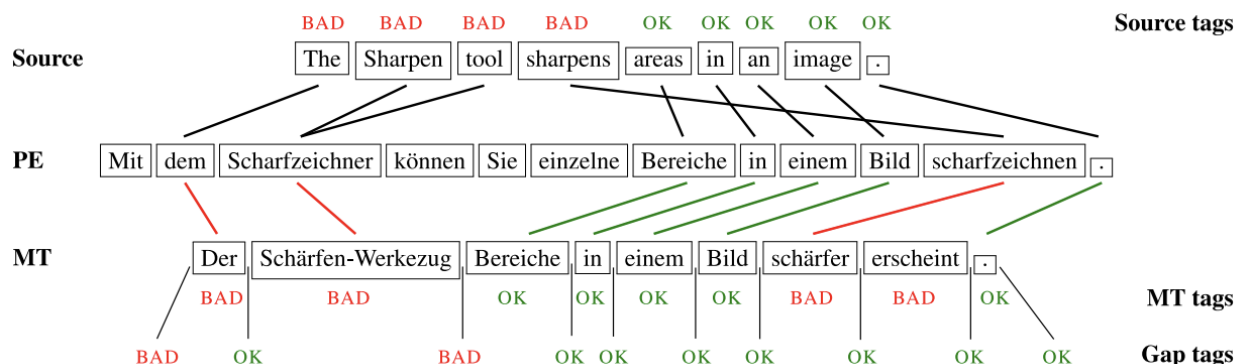 BAD BAD BAD BAD OK OK OK OK OK Source tags
Source The Sharpen tool sharpens areas in an image .
PE Mit dem Scharfzeichner können Sie einzelne Bereiche in einem Bild scharfzeichnen .
MT Der Schärfen-Werkezug Bereiche in einem Bild schärfer erscheint .
BAD BAD OK OK OK OK BAD BAD OK MT tags
BAD OK BAD OK OK OK OK OK OK OK Gap tags